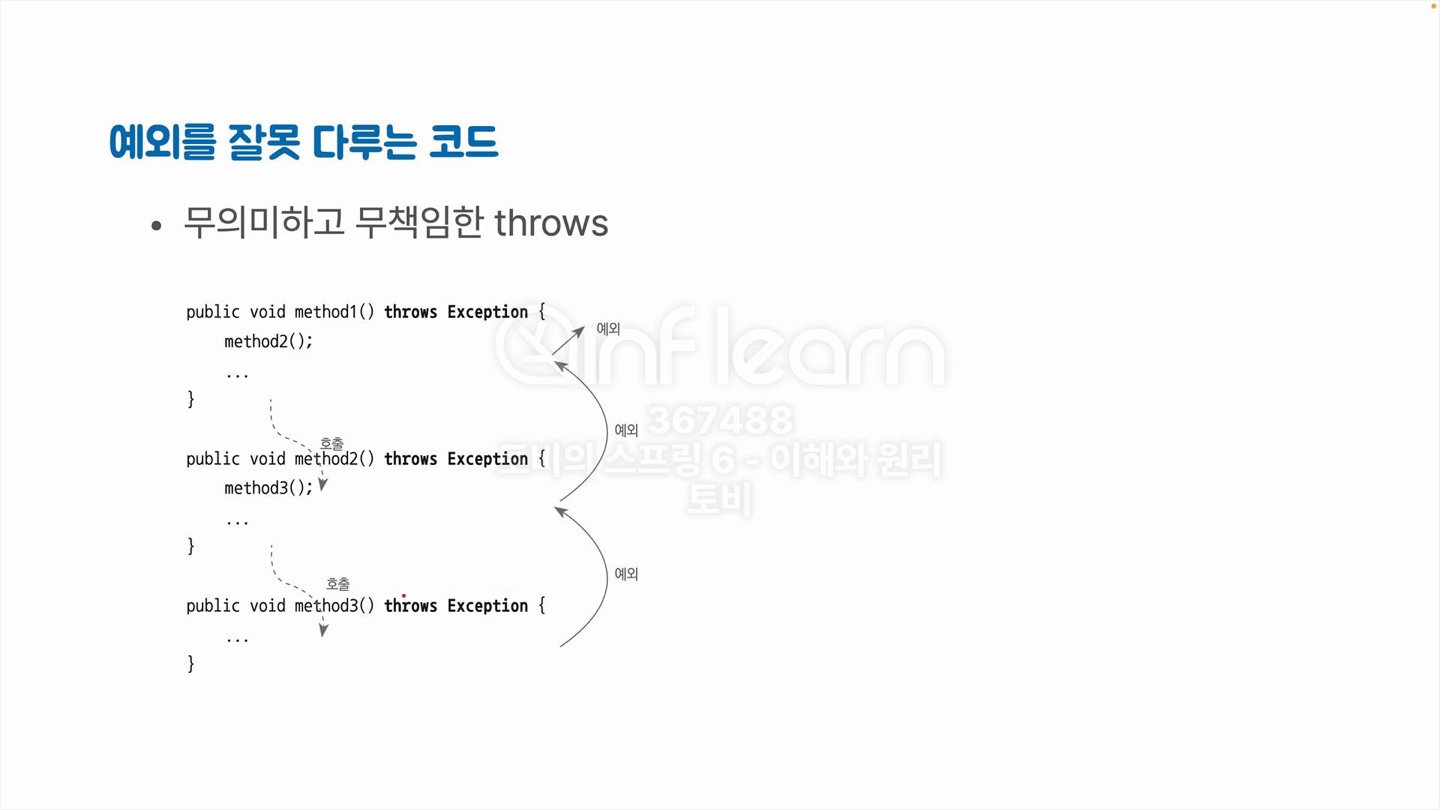 예외를 잘못 다루는 코드
• 무의미하고 무책임한 throws
public void method1() throws Exception {
예외
method2();
...
}
호출
예외
public void method2() throws Exception {
method3();
...
}
호출
예외
public void method3() throws Exception {
...
}
inflearn
367488
토비의 스프링 6 - 이해와 원리
토비